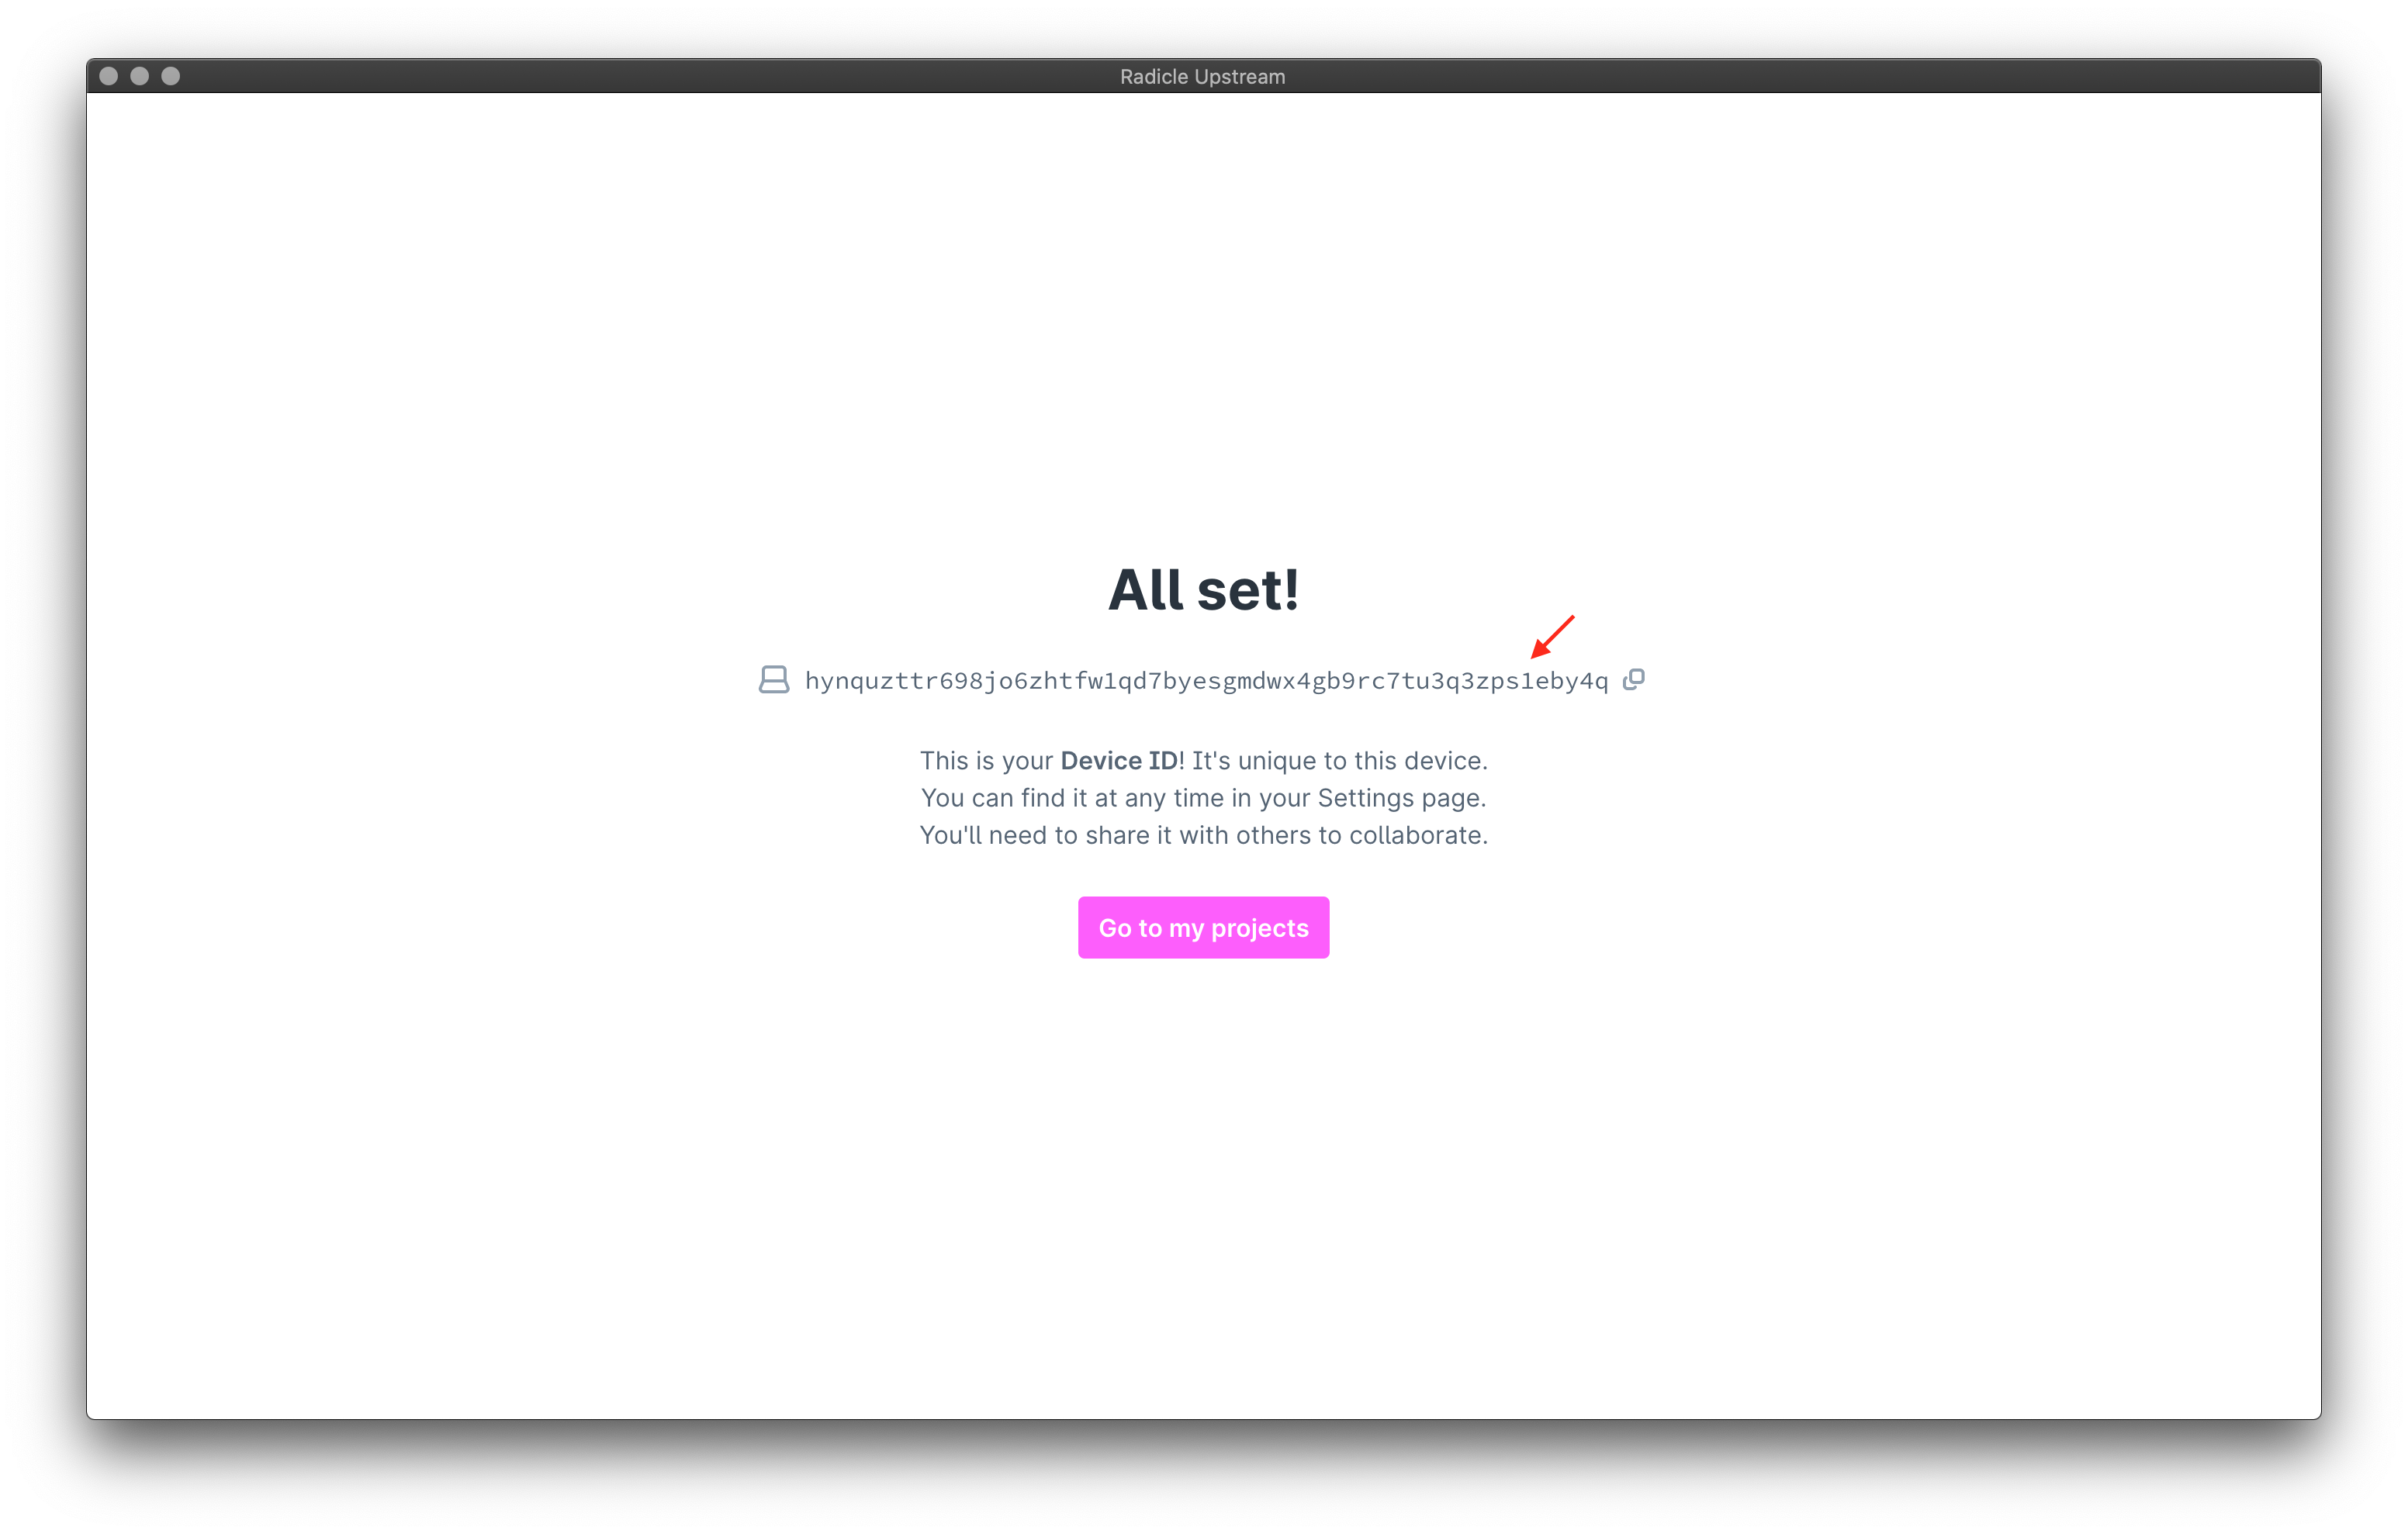 Radicle Upstream
All set!
hynquzttr698jo6zhtfw1qd7byesgmdwx4gb9rc7tu3q3zps1eby4q
This is your Device ID! It's unique to this device.
You can find it at any time in your Settings page.
You'll need to share it with others to collaborate.
Go to my projects